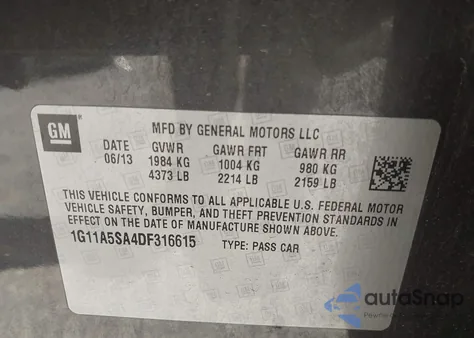 GM
MFD BY GENERAL MOTORS LLC
DATE GVWR GAWR FRT GAWR RR
06/13 1984 KG 1004 KG 980 KG
4373 LB 2214 LB 2159 LB
THIS VEHICLE CONFORMS TO ALL APPLICABLE U.S. FEDERAL MOTOR
VEHICLE SAFETY, BUMPER, AND THEFT PREVENTION STANDARDS IN
EFFECT ON THE DATE OF MANUFACTURE SHOWN ABOVE.
1G11A5SA4DF316615 TYPE: PASS CAR
autoSnap